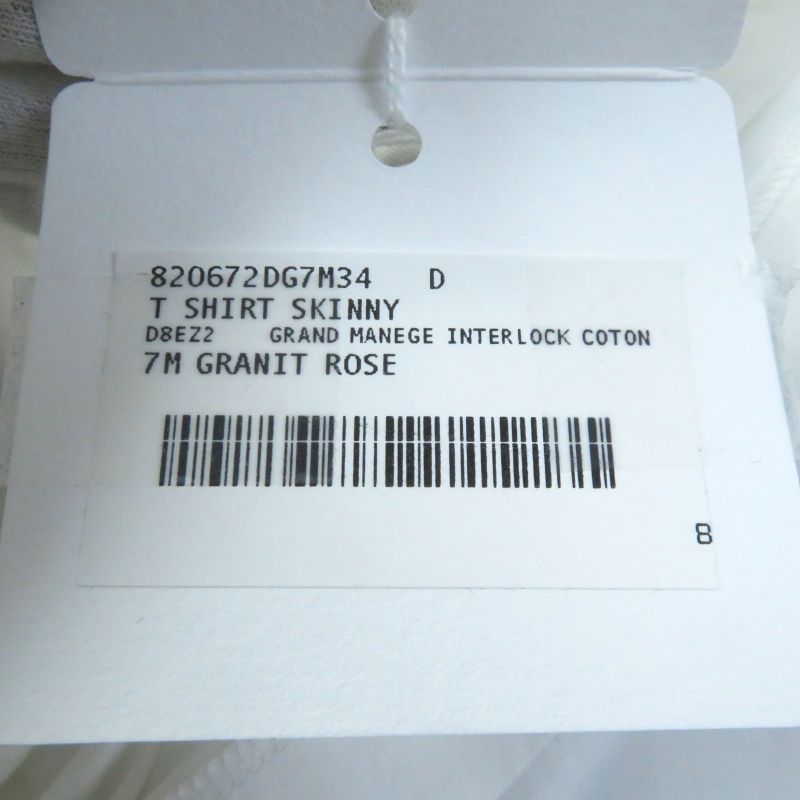 820672DG7M34 D
T SHIRT SKINNY
D8EZ2 GRAND MANEGE INTERLOCK COTON
7M GRANIT ROSE
8